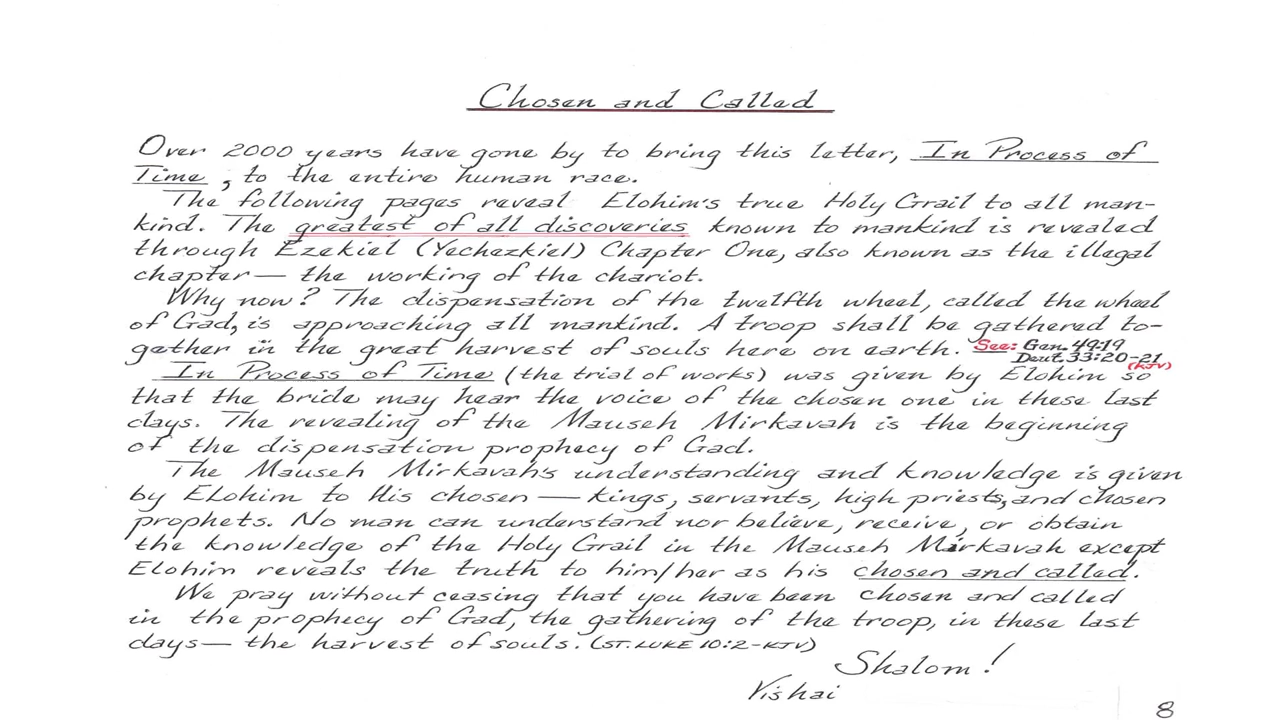 Chosen and Called
Over 2000 years have gone by to bring this letter, In Process of
Time, to the entire human race.
The following pages reveal Elohim's true Holy Grail to all man-
kind. The greatest of all discoveries known to mankind is revealed
through Ezekiel (Yechezkiel) Chapter One, also known as the illegal
chapter— the working of the chariot.
Why now? The dispensation of the twelfth wheel, called the wheel
of Gad, is approaching all mankind. A troop shall be gathered to-
gether in the great harvest of souls here on earth. See: Gen. 49:19
Deut. 33:20-21
(KJV)
In Process of Time (the trial of works) was given by Elohim so
that the bride may hear the voice of the chosen one in these last
days. The revealing of the Mauseh Mirkavah is the beginning
of the dispensation prophecy of Gad.
The Mauseh Mirkavah's understanding and knowledge is given
by Elohim to His chosen — kings, servants, high priests, and chosen
prophets. No man can understand nor believe, receive, or obtain
the knowledge of the Holy Grail in the Mauseh Mirkavah except
Elohim reveals the truth to him/her as his chosen and called.
We pray without ceasing that you have been chosen and called
in the prophecy of Gad, the gathering of the troop, in these last
days— the harvest of souls. (ST. LUKE 10:2-KJV)
Shalom!
Yishai
8